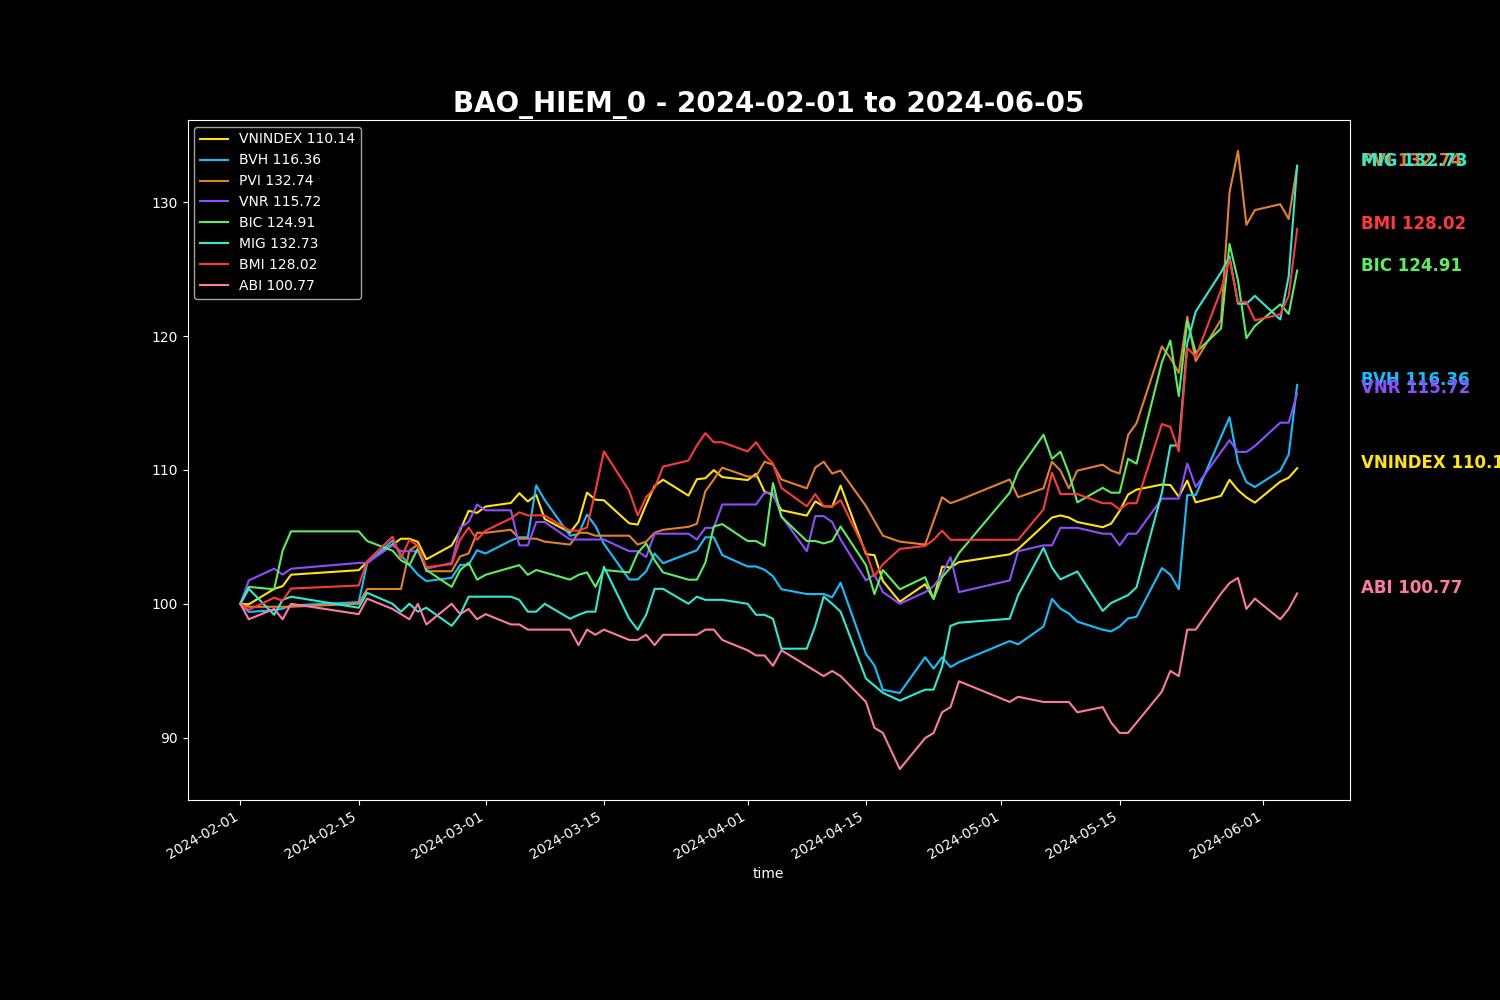 BAO_HIEM_0 - 2024-02-01 to 2024-06-05
VNINDEX 110.14
BVH 116.36
PVI 132.74
VNR 115.72
BIC 124.91
MIG 132.73
BMI 128.02
ABI 100.77
130
120
110
100
90
MIG 132.73
BMI 128.02
BIC 124.91
BVH 116.36
VNR 115.72
VNINDEX 110.1
ABI 100.77
2024-02-01
2024-02-15
2024-03-01
2024-03-15
2024-04-01
2024-04-15
2024-05-01
2024-05-15
2024-06-01
time